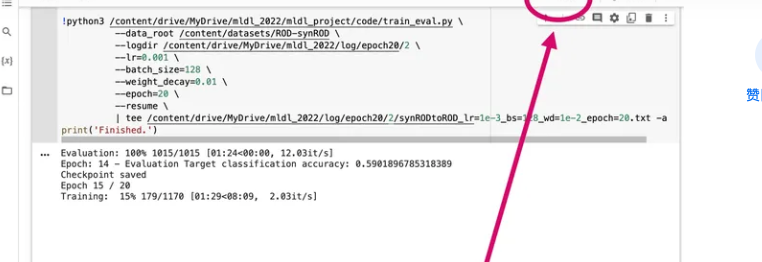 !python3 /content/drive/MyDrive/mldl_2022/mldl_project/code/train_eval.py \
--data_root /content/datasets/ROD-synROD \
--logdir /content/drive/MyDrive/mldl_2022/log/epoch20/2 \
--lr=0.001 \
--batch_size=128 \
--weight_decay=0.01 \
--epoch=20 \
--resume \
| tee /content/drive/MyDrive/mldl_2022/log/epoch20/2/synRODtoROD_lr=1e-3_bs=128_wd=1e-2_epoch=20.txt -a
print('Finished.')
Evaluation: 100% 1015/1015 [01:24<00:00, 12.03it/s]
Epoch: 14 - Evaluation Target classification accuracy: 0.5901896785318389
Checkpoint saved
Epoch 15 / 20
Training: 15% 179/1170 [01:29<08:09, 2.03it/s]
{x}
赞